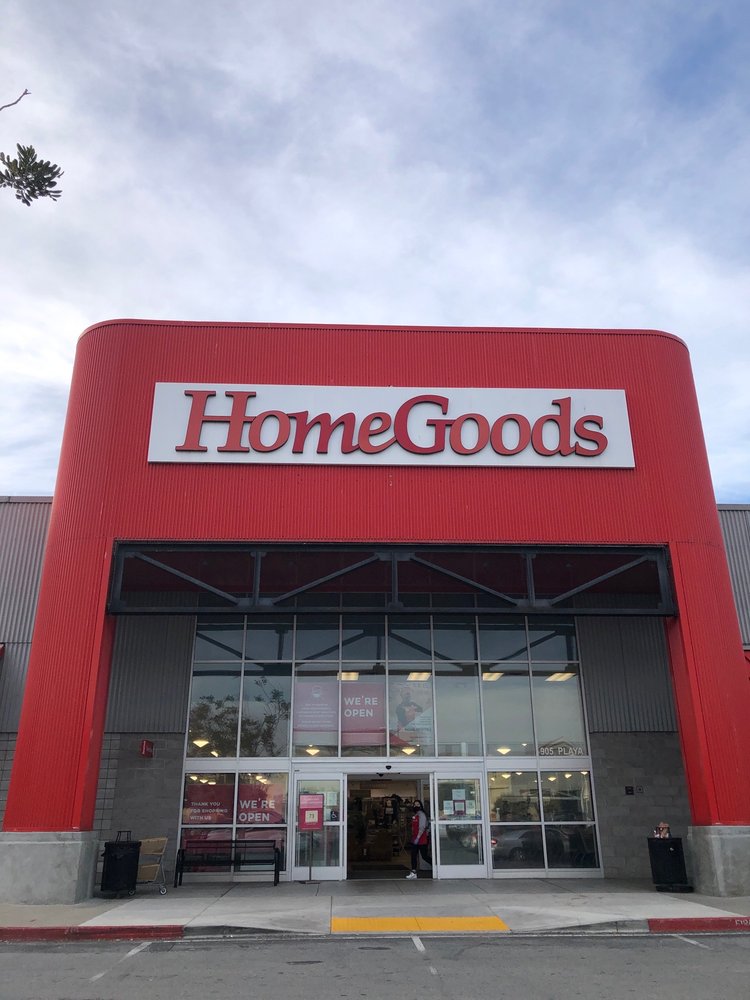 HomeGoods
WE'RE
OPEN
905 PLAYA
THANK YOU
FOR SHOPPING
WITH US
WE'RE
OPEN